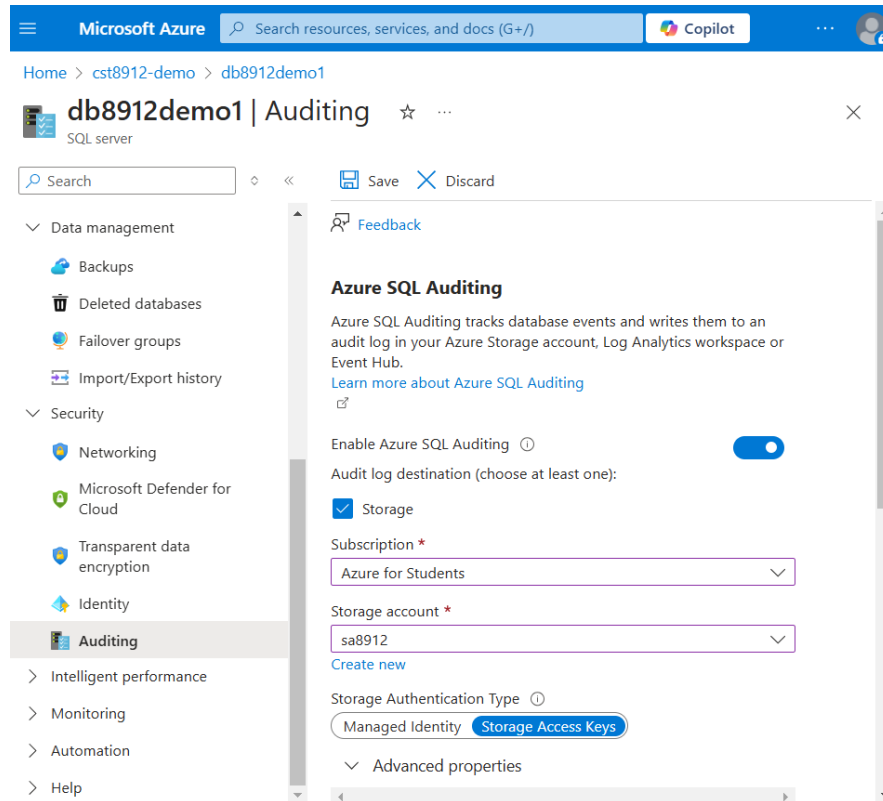 Microsoft Azure
Search resources, services, and docs (G+/)
Copilot
...
Home > cst8912-demo > db8912demo1
db8912demo1 | Auditing
...
SQL server
Search
Save
Discard
Feedback
Data management
Backups
Deleted databases
Failover groups
Import/Export history
Security
Networking
Microsoft Defender for
Cloud
Transparent data
encryption
Identity
Auditing
Intelligent performance
Monitoring
Automation
Help
Azure SQL Auditing
Azure SQL Auditing tracks database events and writes them to an
audit log in your Azure Storage account, Log Analytics workspace or
Event Hub.
Learn more about Azure SQL Auditing
Enable Azure SQL Auditing
Audit log destination (choose at least one):
Storage
Subscription *
Azure for Students
Storage account *
sa8912
Create new
Storage Authentication Type
Managed Identity
Storage Access Keys
Advanced properties